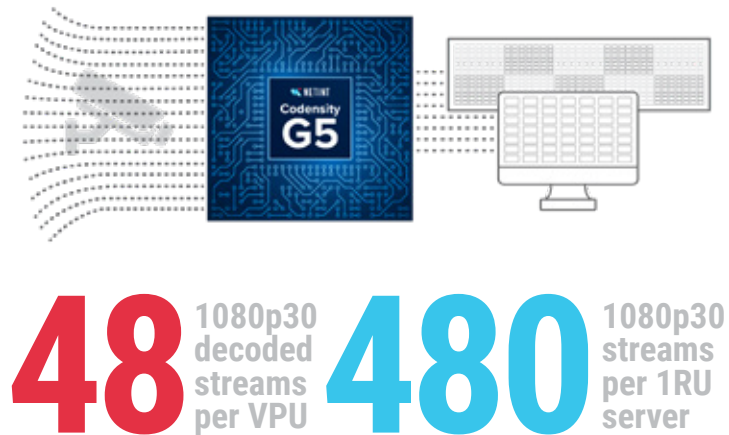 NETINT
Codensity
G5
48
1080p30
decoded
streams
per VPU
480
1080p30
streams
per 1RU
server